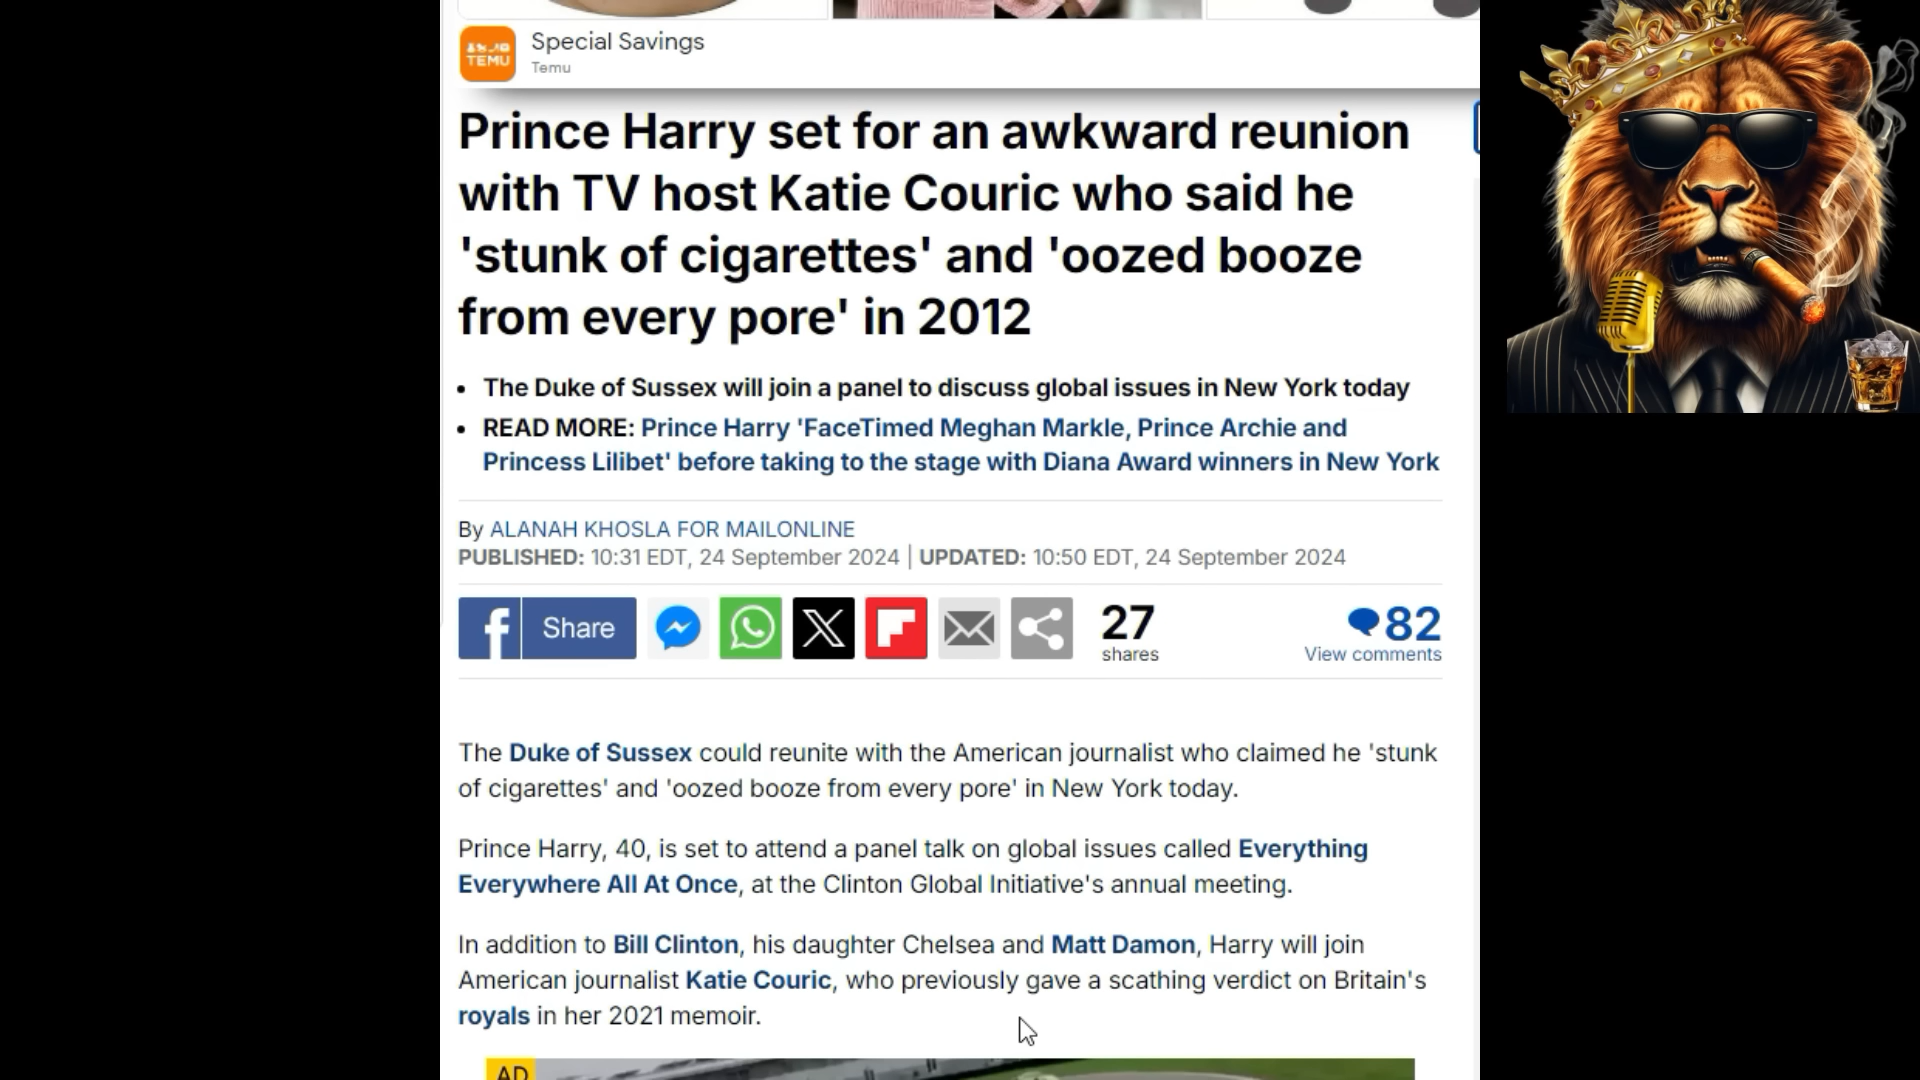 Special Savings
TEMU
Temu
Prince Harry set for an awkward reunion
with TV host Katie Couric who said he
'stunk of cigarettes' and 'oozed booze
from every pore' in 2012
• The Duke of Sussex will join a panel to discuss global issues in New York today
• READ MORE: Prince Harry 'FaceTimed Meghan Markle, Prince Archie and
Princess Lilibet' before taking to the stage with Diana Award winners in New York
By ALANAH KHOSLA FOR MAILONLINE
PUBLISHED: 10:31 EDT, 24 September 2024 | UPDATED: 10:50 EDT, 24 September 2024
f Share
27
shares
82
View comments
The Duke of Sussex could reunite with the American journalist who claimed he 'stunk
of cigarettes' and 'oozed booze from every pore' in New York today.
Prince Harry, 40, is set to attend a panel talk on global issues called Everything
Everywhere All At Once, at the Clinton Global Initiative's annual meeting.
In addition to Bill Clinton, his daughter Chelsea and Matt Damon, Harry will join
American journalist Katie Couric, who previously gave a scathing verdict on Britain's
royals in her 2021 memoir.
AD